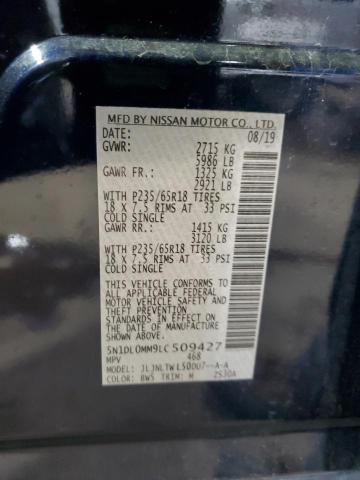 MFD BY NISSAN MOTOR CO., LTD.
DATE: 08/19
GVWR: 2715 KG
5986 LB
GAWR FR.: 1325 KG
2921 LB
WITH P235/65R18 TIRES
18 X 7.5 RIMS AT 33 PSI
COLD SINGLE
GAWR RR.: 1415 KG
3120 LB
WITH P235/65R18 TIRES
18 X 7.5 RIMS AT 33 PSI
COLD SINGLE
THIS VEHICLE CONFORMS TO
ALL APPLICABLE FEDERAL
MOTOR VEHICLE SAFETY AND
THEFT PREVENTION
STANDARDS IN EFFECT ON
THE DATE OF MANUFACTURE
SHOWN ABOVE.
5N1DL0MM9LC509427
MPV 468
MODEL: JLJNLTWL50DU7--A-A
COLOR: BW5 TRIM: M 2530A